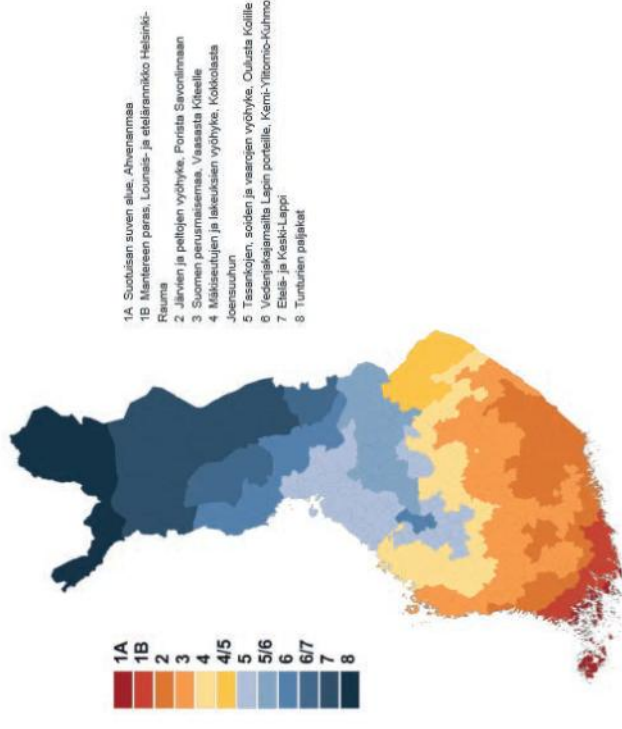 1A Suotuisan suven alue, Ahvenanmaa
1B Mantereen paras, Lounais- ja etelärannikko Helsinki-
Rauma
2 Järvien ja peltojen vyöhyke, Porista Savonlinnaan
3 Suomen perusmaisemaa, Vaasasta Kiteelle
4 Mäkiseutujen ja lakeuksien vyöhyke, Kokkolasta
Joensuuhun
5 Tasankojen, soiden ja vaarojen vyöhyke, Oulusta Kolille
6 Vedenjakajamailta Lapin porteille, Kemi-Ylitornio-Kuhmo
7 Etelä- ja Keski-Lappi
8 Tunturien paljakat
1A
1B
2
3
4
4/5
5
5/6
6
6/7
7
8